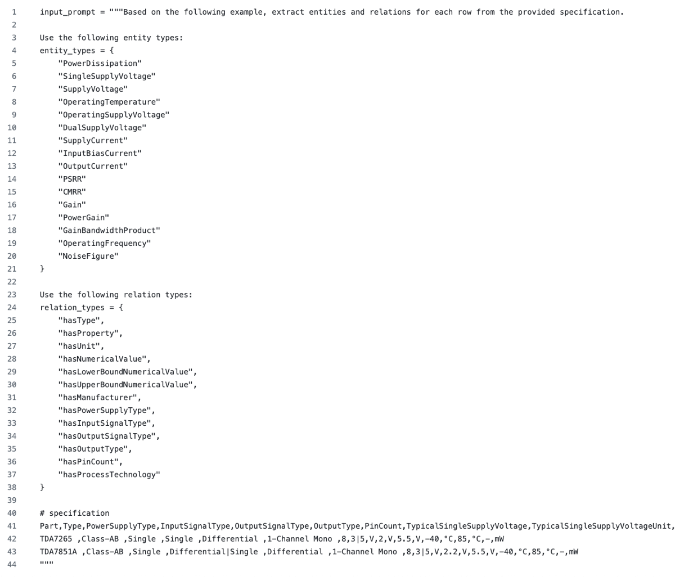 1 input_prompt = """Based on the following example, extract entities and relations for each row from the provided specification.
2
3 Use the following entity types:
4 entity_types = {
5 "PowerDissipation"
6 "SingleSupplyVoltage"
7 "SupplyVoltage"
8 "OperatingTemperature"
9 "OperatingSupplyVoltage"
10 "DualSupplyVoltage"
11 "SupplyCurrent"
12 "InputBiasCurrent"
13 "OutputCurrent"
14 "PSRR"
15 "CMRR"
16 "Gain"
17 "PowerGain"
18 "GainBandwidthProduct"
19 "OperatingFrequency"
20 "NoiseFigure"
21 }
22
23 Use the following relation types:
24 relation_types = {
25 "hasType",
26 "hasProperty",
27 "hasUnit",
28 "hasNumericalValue",
29 "hasLowerBoundNumericalValue",
30 "hasUpperBoundNumericalValue",
31 "hasManufacturer",
32 "hasPowerSupplyType",
33 "hasInputSignalType",
34 "hasOutputSignalType",
35 "hasOutputType",
36 "hasPinCount",
37 "hasProcessTechnology"
38 }
39
40 # specification
41 Part,Type,PowerSupplyType,InputSignalType,OutputSignalType,OutputType,PinCount,TypicalSingleSupplyVoltage,TypicalSingleSupplyVoltageUnit,
42 TDA7265 ,Class-AB ,Single ,Single ,Differential ,1-Channel Mono ,8,3|5,V,2,V,5.5,V,-40,°C,85,°C,-,mW
43 TDA7851A ,Class-AB ,Single ,Differential|Single ,Differential ,1-Channel Mono ,8,3|5,V,2.2,V,5.5,V,-40,°C,85,°C,-,mW
44 """